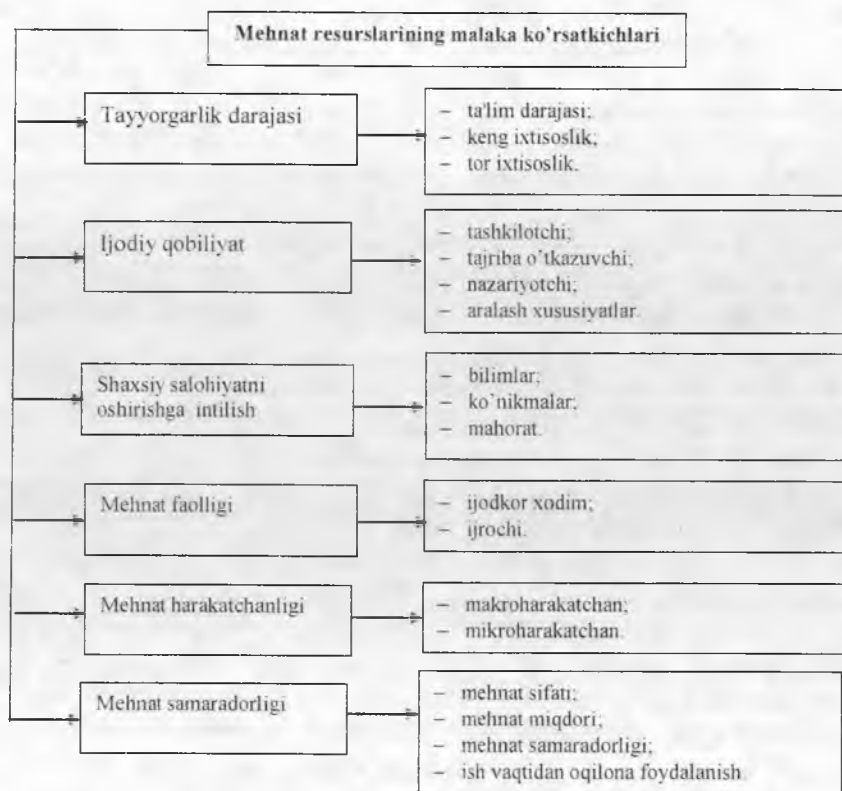 Mehnat resurslarining malaka ko'rsatkichlari
Tayyorgarlik darajasi
– ta'lim darajasi;
– keng ixtisoslik;
– tor ixtisoslik.
Ijodiy qobiliyat
– tashkilotchi;
– tajriba o'tkazuvchi;
– nazariyotchi;
– aralash xususiyatlar.
Shaxsiy salohiyatni
oshirishga intilish
– bilimlar;
– ko'nikmalar;
– mahorat.
Mehnat faolligi
– ijodkor xodim;
– ijrochi.
Mehnat harakatchanligi
– makroharakatchan;
– mikroharakatchan.
Mehnat samaradorligi
– mehnat sifati;
– mehnat miqdori;
– mehnat samaradorligi;
– ish vaqtidan oqilona foydalanish.